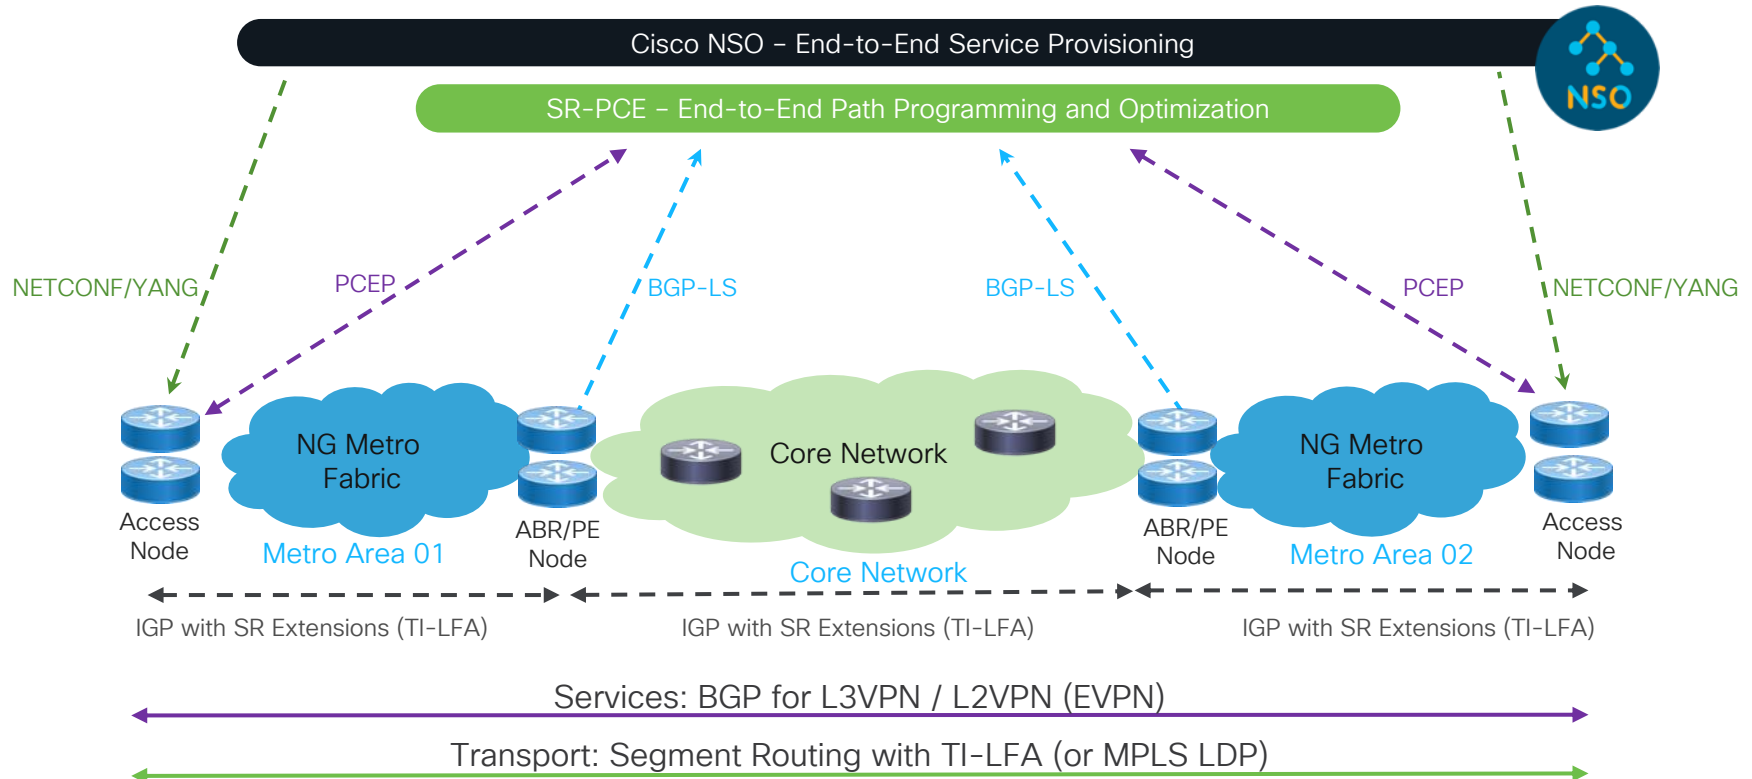 Cisco NSO – End-to-End Service Provisioning
NSO
SR-PCE – End-to-End Path Programming and Optimization
NETCONF/YANG
PCEP
BGP-LS
BGP-LS
PCEP
NETCONF/YANG
NG Metro
Fabric
Core Network
NG Metro
Fabric
Access
Node
Metro Area 01
ABR/PE
Node
Core Network
ABR/PE
Node
Metro Area 02
Access
Node
IGP with SR Extensions (TI-LFA)
IGP with SR Extensions (TI-LFA)
IGP with SR Extensions (TI-LFA)
Services: BGP for L3VPN / L2VPN (EVPN)
Transport: Segment Routing with TI-LFA (or MPLS LDP)